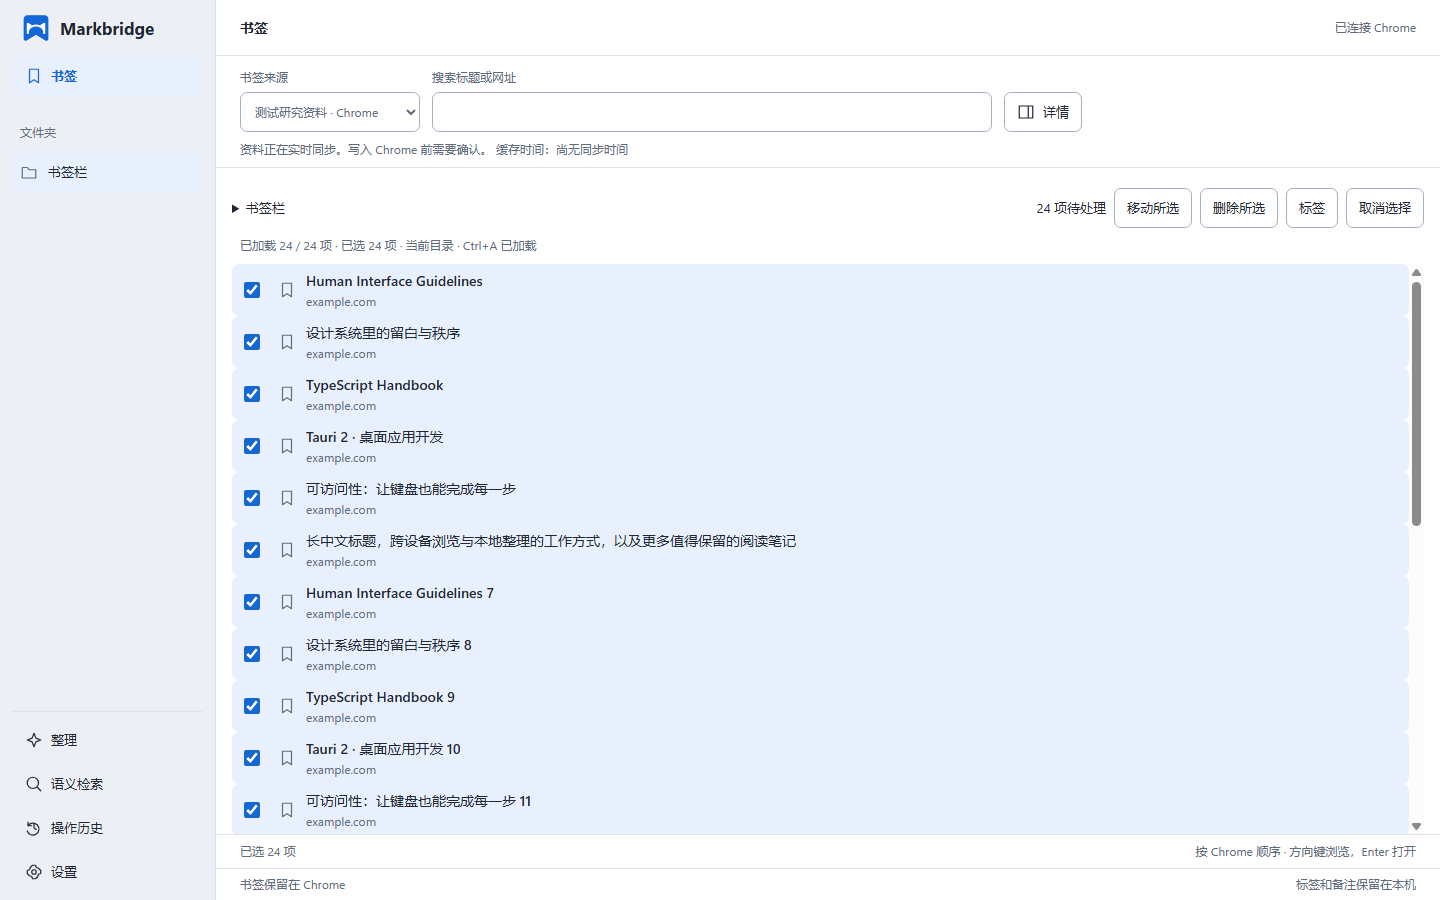 Markbridge
书签
文件夹
书签栏
整理
语义检索
操作历史
设置
书签
已连接 Chrome
书签来源
搜索标题或网址
测试研究资料 · Chrome
详情
资料正在实时同步。写入 Chrome 前需要确认。 缓存时间：尚无同步时间
书签栏
24 项待处理
移动所选
删除所选
标签
取消选择
已加载 24 / 24 项 · 已选 24 项 · 当前目录 · Ctrl+A 已加载
Human Interface Guidelines
example.com
设计系统里的留白与秩序
example.com
TypeScript Handbook
example.com
Tauri 2 · 桌面应用开发
example.com
可访问性：让键盘也能完成每一步
example.com
长中文标题，跨设备浏览与本地整理的工作方式，以及更多值得保留的阅读笔记
example.com
Human Interface Guidelines 7
example.com
设计系统里的留白与秩序 8
example.com
TypeScript Handbook 9
example.com
Tauri 2 · 桌面应用开发 10
example.com
可访问性：让键盘也能完成每一步 11
example.com
已选 24 项
按 Chrome 顺序 · 方向键浏览，Enter 打开
书签保留在 Chrome
标签和备注保留在本机